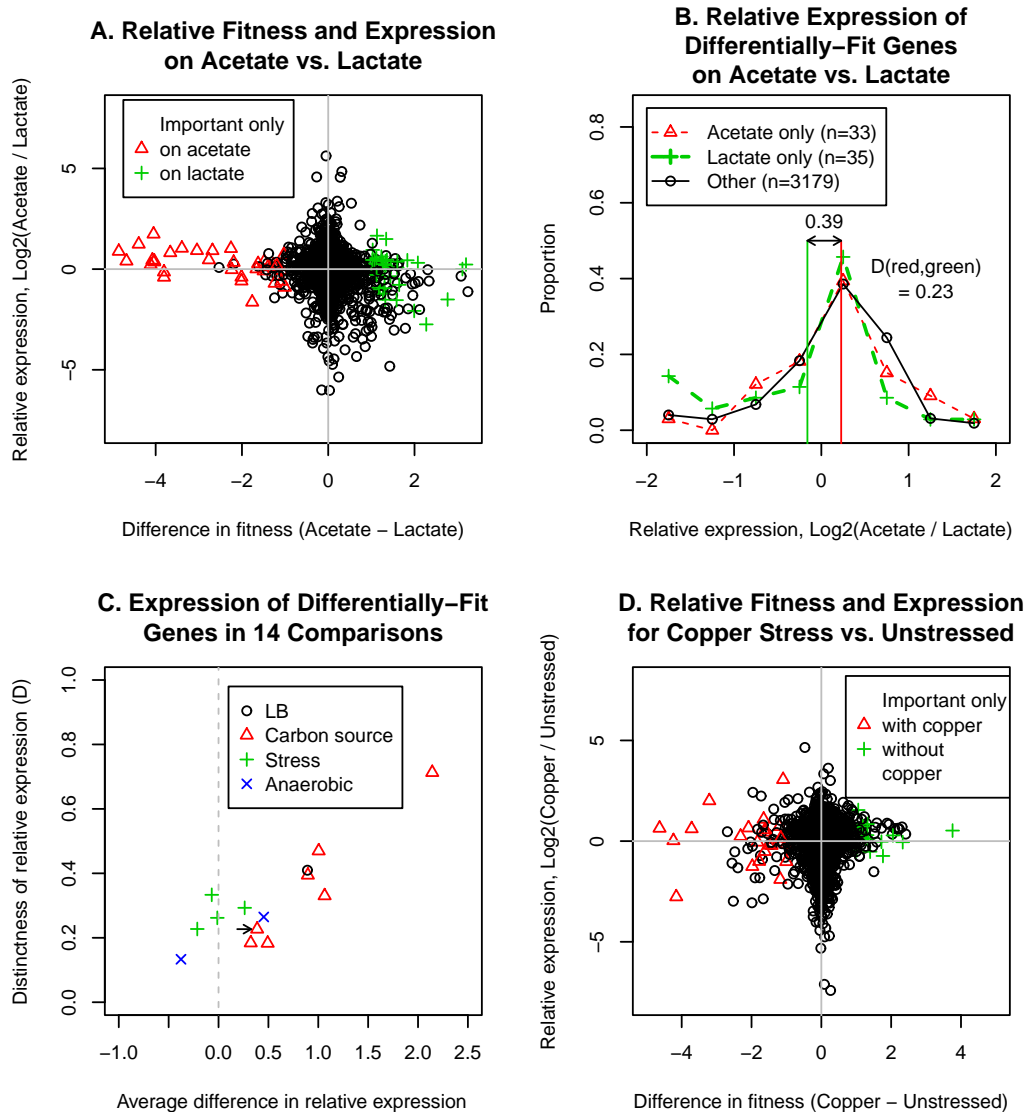 A. Relative Fitness and Expression
on Acetate vs. Lactate
Relative expression, Log2(Acetate / Lactate)
5
0
−5
Important only
on acetate
on lactate
−4
−2
0
2
Difference in fitness (Acetate − Lactate)
B. Relative Expression of
Differentially−Fit Genes
on Acetate vs. Lactate
Proportion
0.8
0.6
0.4
0.2
0.0
Acetate only (n=33)
Lactate only (n=35)
Other (n=3179)
0.39
D(red,green)
= 0.23
−2
−1
0
1
2
Relative expression, Log2(Acetate / Lactate)
C. Expression of Differentially−Fit
Genes in 14 Comparisons
Distinctness of relative expression (D)
1.0
0.8
0.6
0.4
0.2
0.0
LB
Carbon source
Stress
Anaerobic
−1.0
0.0
0.5
1.0
1.5
2.0
2.5
Average difference in relative expression
D. Relative Fitness and Expression
for Copper Stress vs. Unstressed
Relative expression, Log2(Copper / Unstressed)
5
0
−5
Important only
with copper
without
copper
−4
−2
0
2
4
Difference in fitness (Copper − Unstressed)